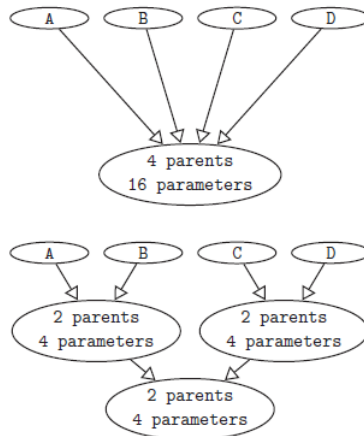 A B C D
4 parents
16 parameters
A B C D
2 parents 2 parents
4 parameters 4 parameters
2 parents
4 parameters